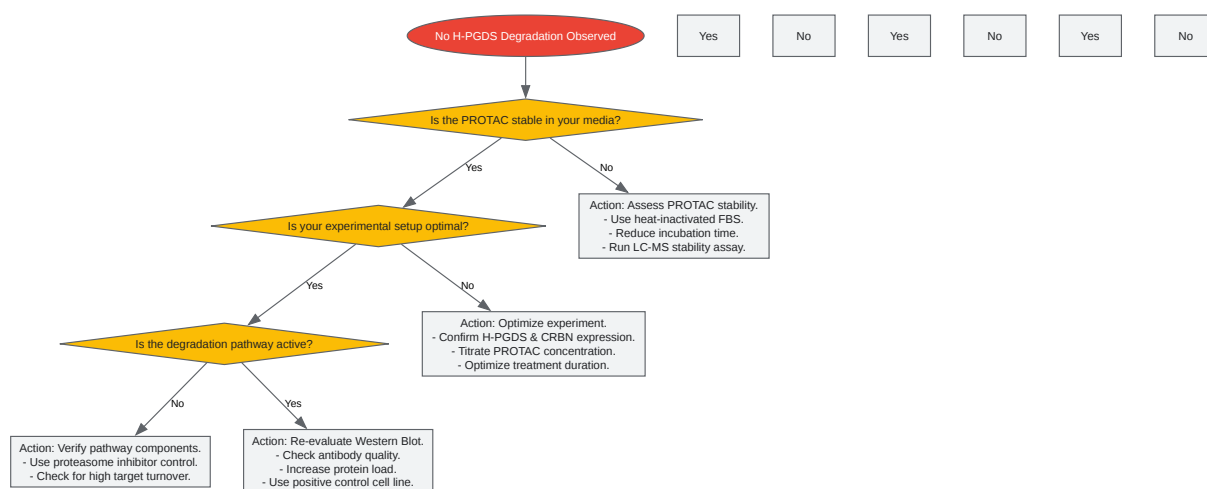 No H-PGDS Degradation Observed
Yes
No
Yes
No
Yes
No
Is the PROTAC stable in your media?
Yes
No
Action: Assess PROTAC stability.
- Use heat-inactivated FBS.
- Reduce incubation time.
- Run LC-MS stability assay.
Is your experimental setup optimal?
Yes
No
Action: Optimize experiment.
- Confirm H-PGDS & CRBN expression.
- Titrate PROTAC concentration.
- Optimize treatment duration.
Is the degradation pathway active?
No
Yes
Action: Verify pathway components.
- Use proteasome inhibitor control.
- Check for high target turnover.
Action: Re-evaluate Western Blot.
- Check antibody quality.
- Increase protein load.
- Use positive control cell line.